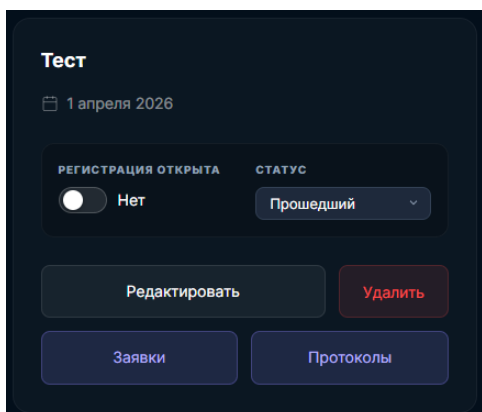 Тест
1 апреля 2026
РЕГИСТРАЦИЯ ОТКРЫТА СТАТУС
Нет Прошедший
Редактировать Удалить
Заявки Протоколы